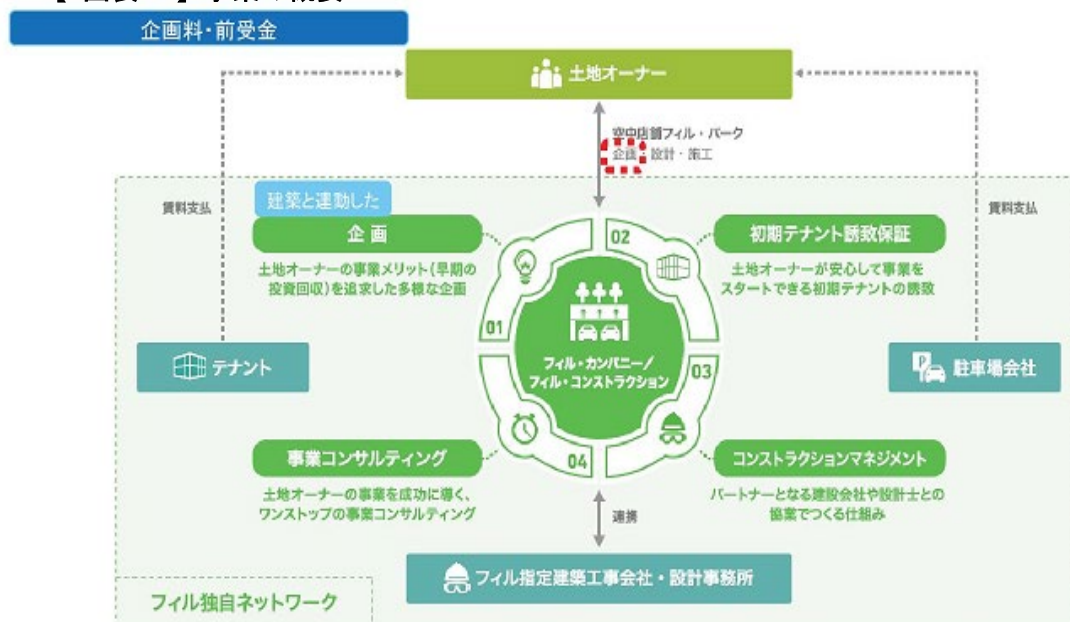 企画料・前受金
土地オーナー
空中店舗フィル・パーク
企画・設計・施工
賃料支払
賃料支払
建築と連動した
企画
土地オーナーの事業メリット(早期の
投資回収)を追求した多様な企画
02
初期テナント誘致保証
土地オーナーが安心して事業を
スタートできる初期テナントの誘致
01
テナント
フィル・カンパニー/
フィル・コンストラクション
03
駐車場会社
事業コンサルティング
土地オーナーの事業を成功に導く、
ワンストップの事業コンサルティング
04
コンストラクションマネジメント
パートナーとなる建設会社や設計士との
協業でつくる仕組み
連携
フィル指定建築工事会社・設計事務所
フィル独自ネットワーク